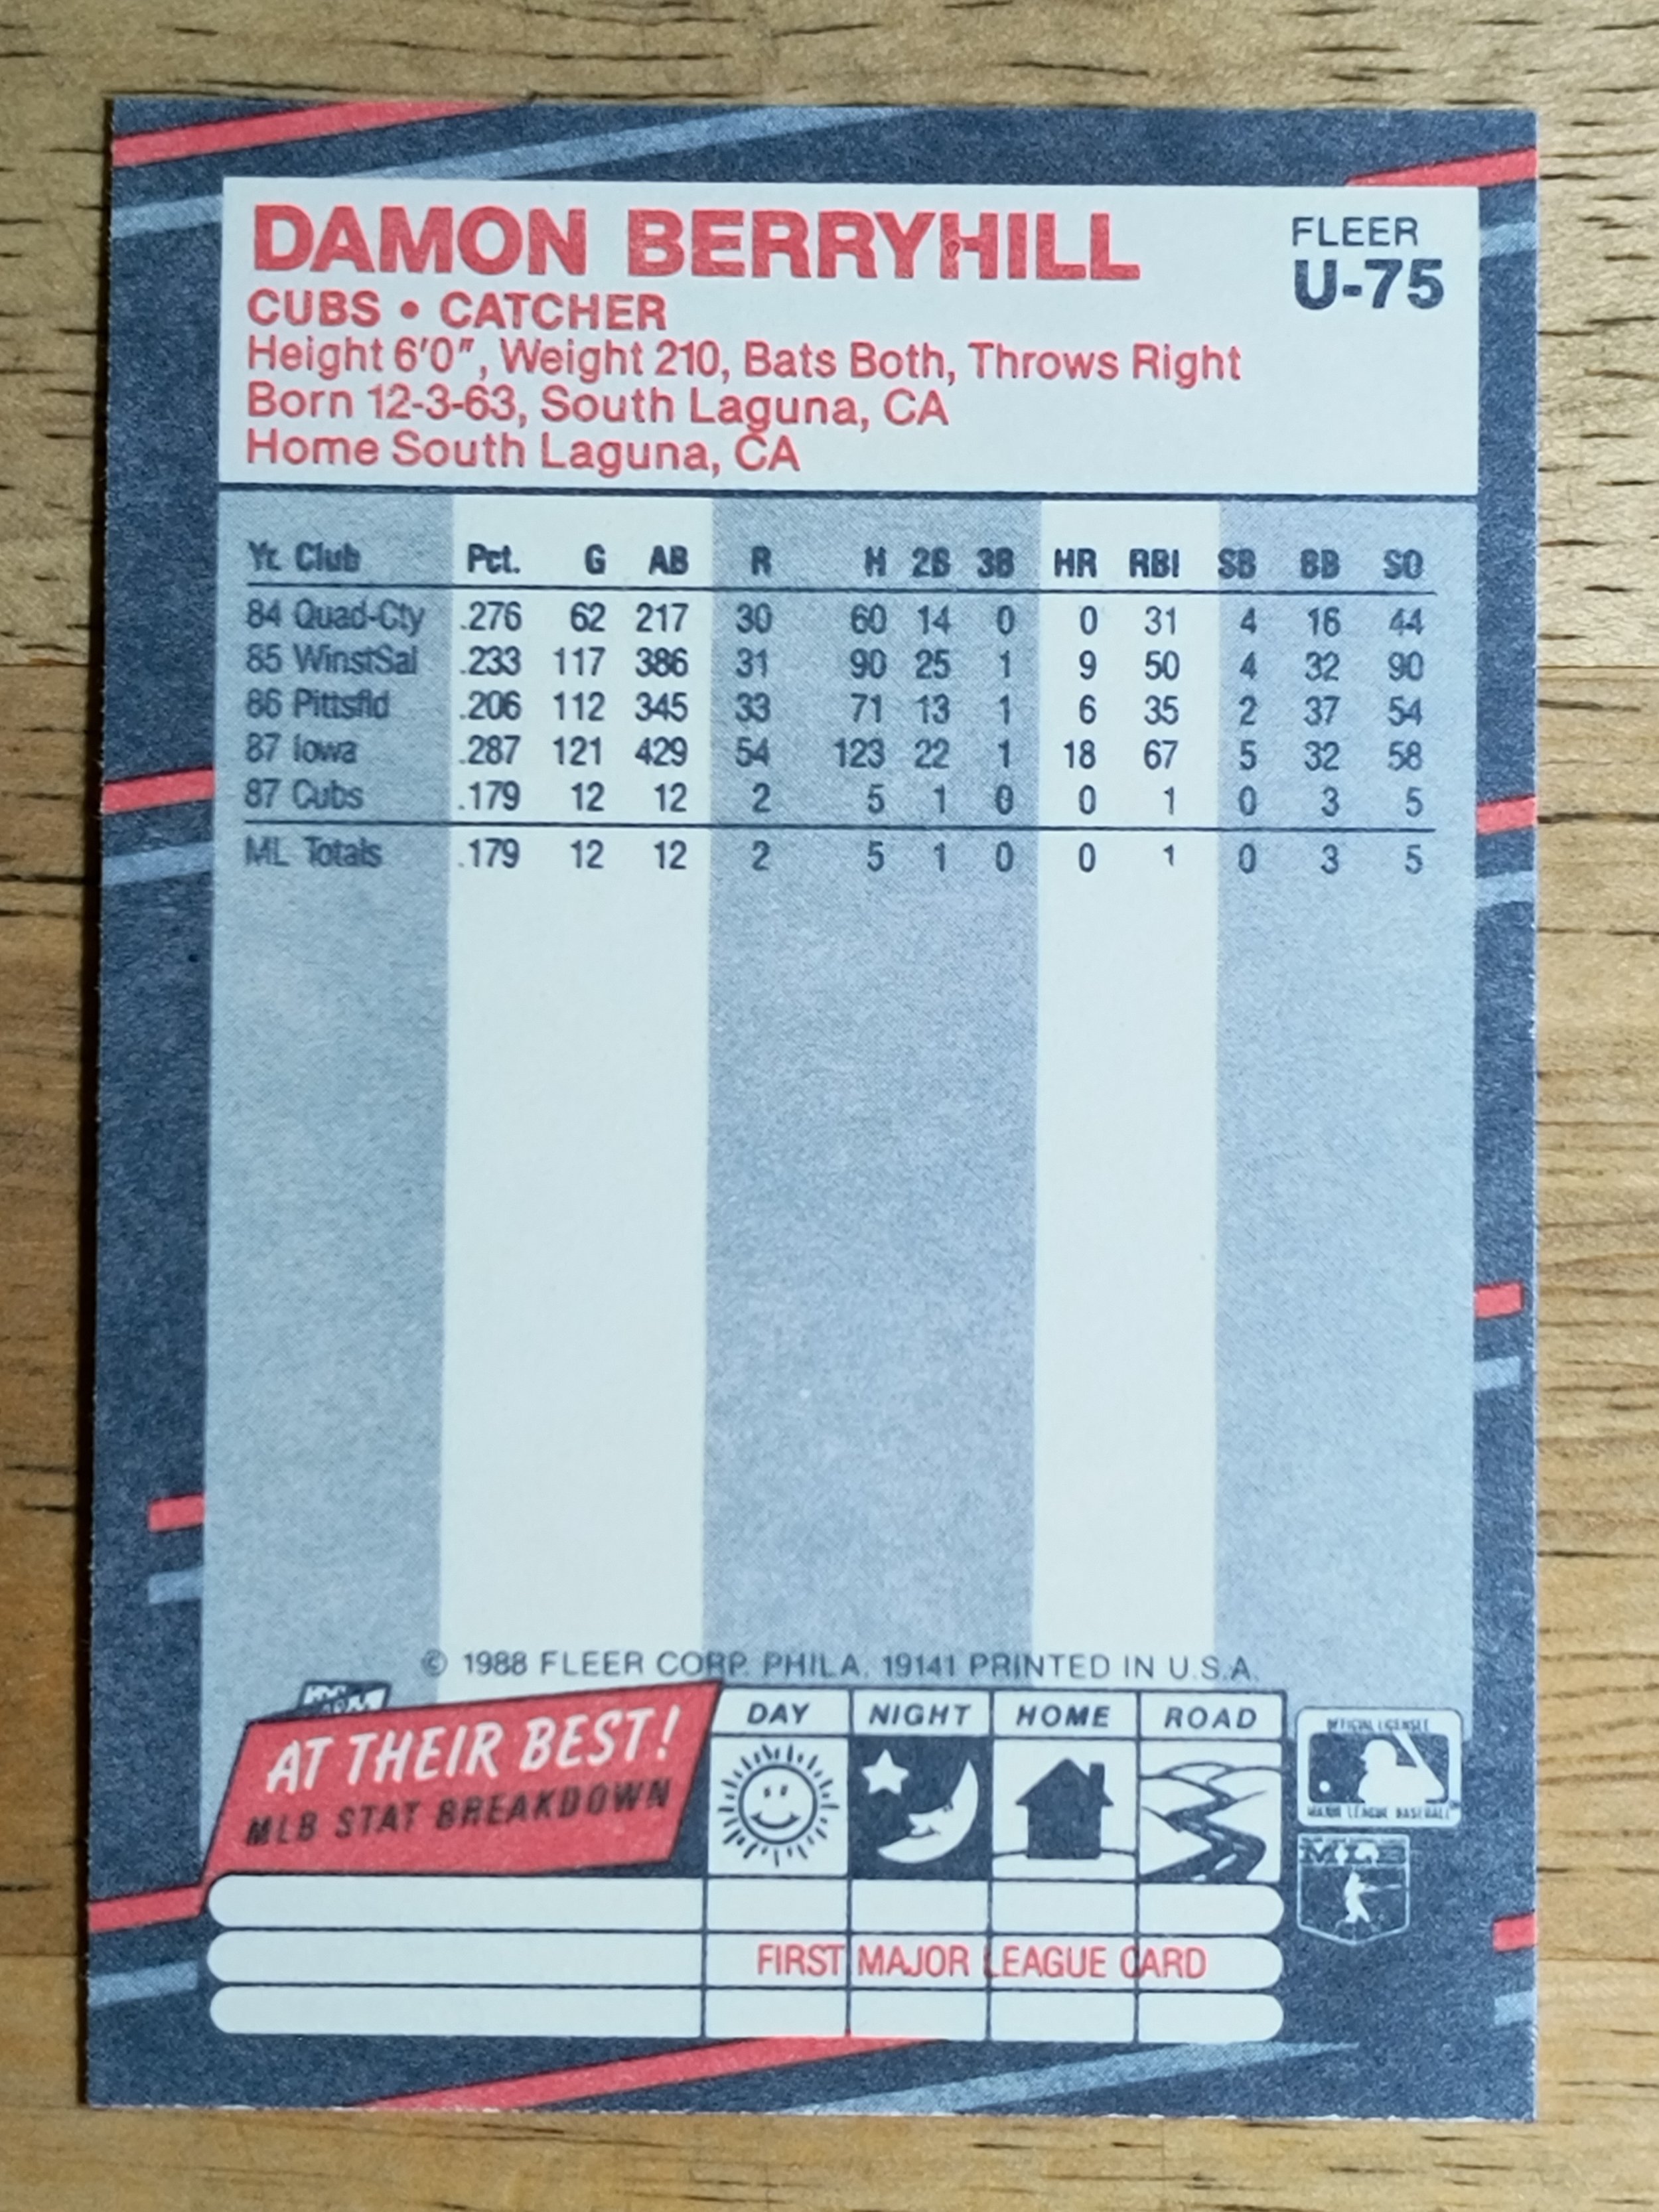 DAMON BERRYHILL
FLEER
U-75
CUBS • CATCHER
Height 6'0", Weight 210, Bats Both, Throws Right
Born 12-3-63, South Laguna, CA
Home South Laguna, CA
Yr. Club Pct. G AB R H 2B 3B HR RBI SB BB SO
84 Quad-Cty .276 62 217 30 60 14 0 0 31 4 16 44
85 WinstSal .233 117 386 31 90 25 1 9 50 4 32 90
86 Pittsfld .206 112 345 33 71 13 1 6 35 2 37 54
87 Iowa .287 121 429 54 123 22 1 18 67 5 32 58
87 Cubs .179 12 12 2 5 1 0 0 1 0 3 5
ML Totals .179 12 12 2 5 1 0 0 1 0 3 5
© 1988 FLEER CORP. PHILA. 19141 PRINTED IN U.S.A.
AT THEIR BEST!
MLB STAT BREAKDOWN
DAY NIGHT HOME ROAD
OFFICIAL LICENSEE
MAJOR LEAGUE BASEBALL
MLB
FIRST MAJOR LEAGUE CARD